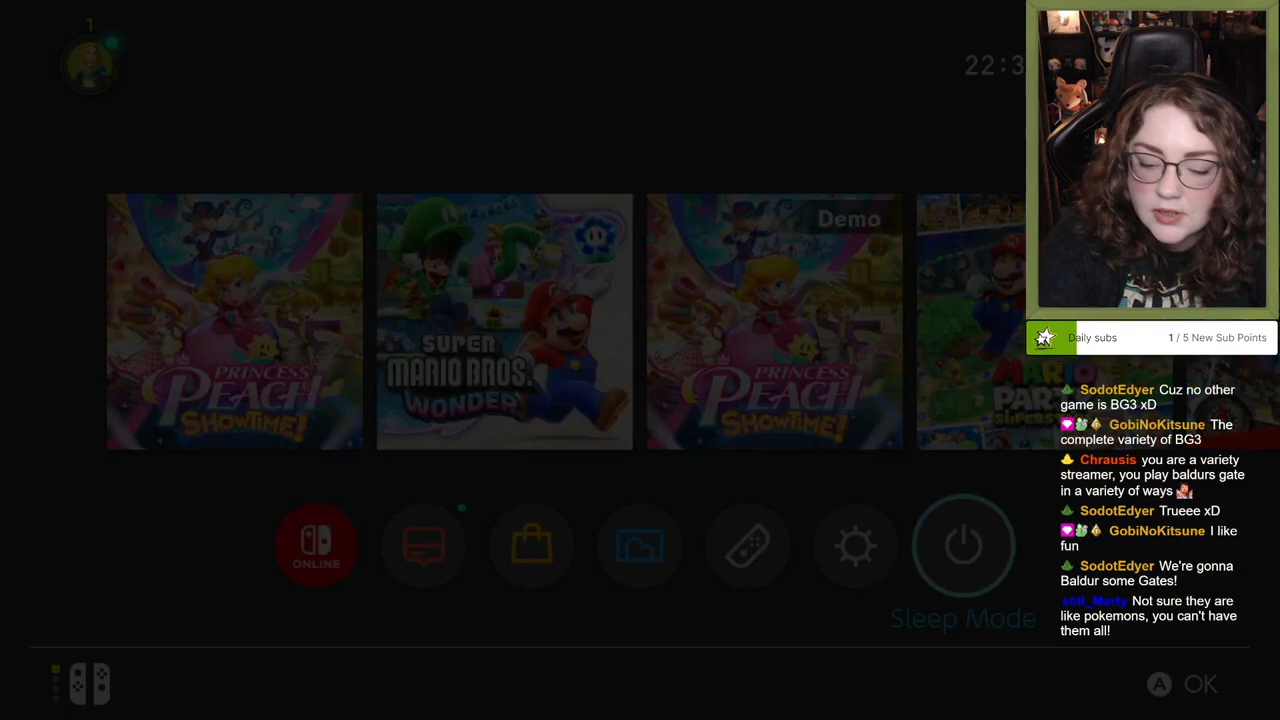 1
22:3
Demo
PRINCESS
PEACH
SHOWTIME!
SUPER
MARIO BROS.
WONDER
PRINCESS
PEACH
SHOWTIME!
MARIO
ONLINE
Sleep Mode
A OK
Daily subs 1 / 5 New Sub Points
SodotEdyer Cuz no other
game is BG3 xD
GobiNoKitsune The
complete variety of BG3
Chrausis you are a variety
streamer, you play baldurs gate
in a variety of ways
SodotEdyer Trueee xD
GobiNoKitsune I like
fun
SodotEdyer We're gonna
Baldur some Gates!
still_Marty Not sure they are
like pokemons, you can't have
them all!